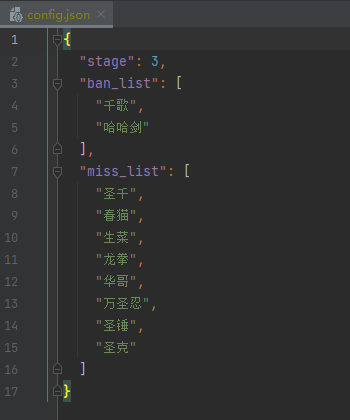 config.json
1 {
2 "stage": 3,
3 "ban_list": [
4 "千歌",
5 "哈哈剑"
6 ],
7 "miss_list": [
8 "圣千",
9 "春猫",
10 "生菜",
11 "龙拳",
12 "华哥",
13 "万圣忍",
14 "圣锤",
15 "圣克"
16 ]
17 }